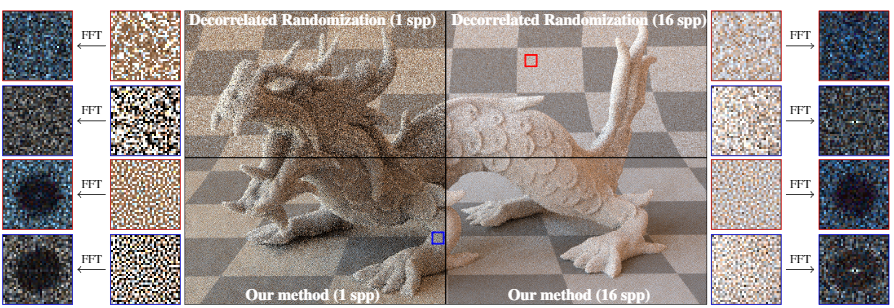 Decorrelated Randomization (1 spp)
Decorrelated Randomization (16 spp)
FFT
FFT
FFT
FFT
FFT
FFT
FFT
FFT
Our method (1 spp)
Our method (16 spp)